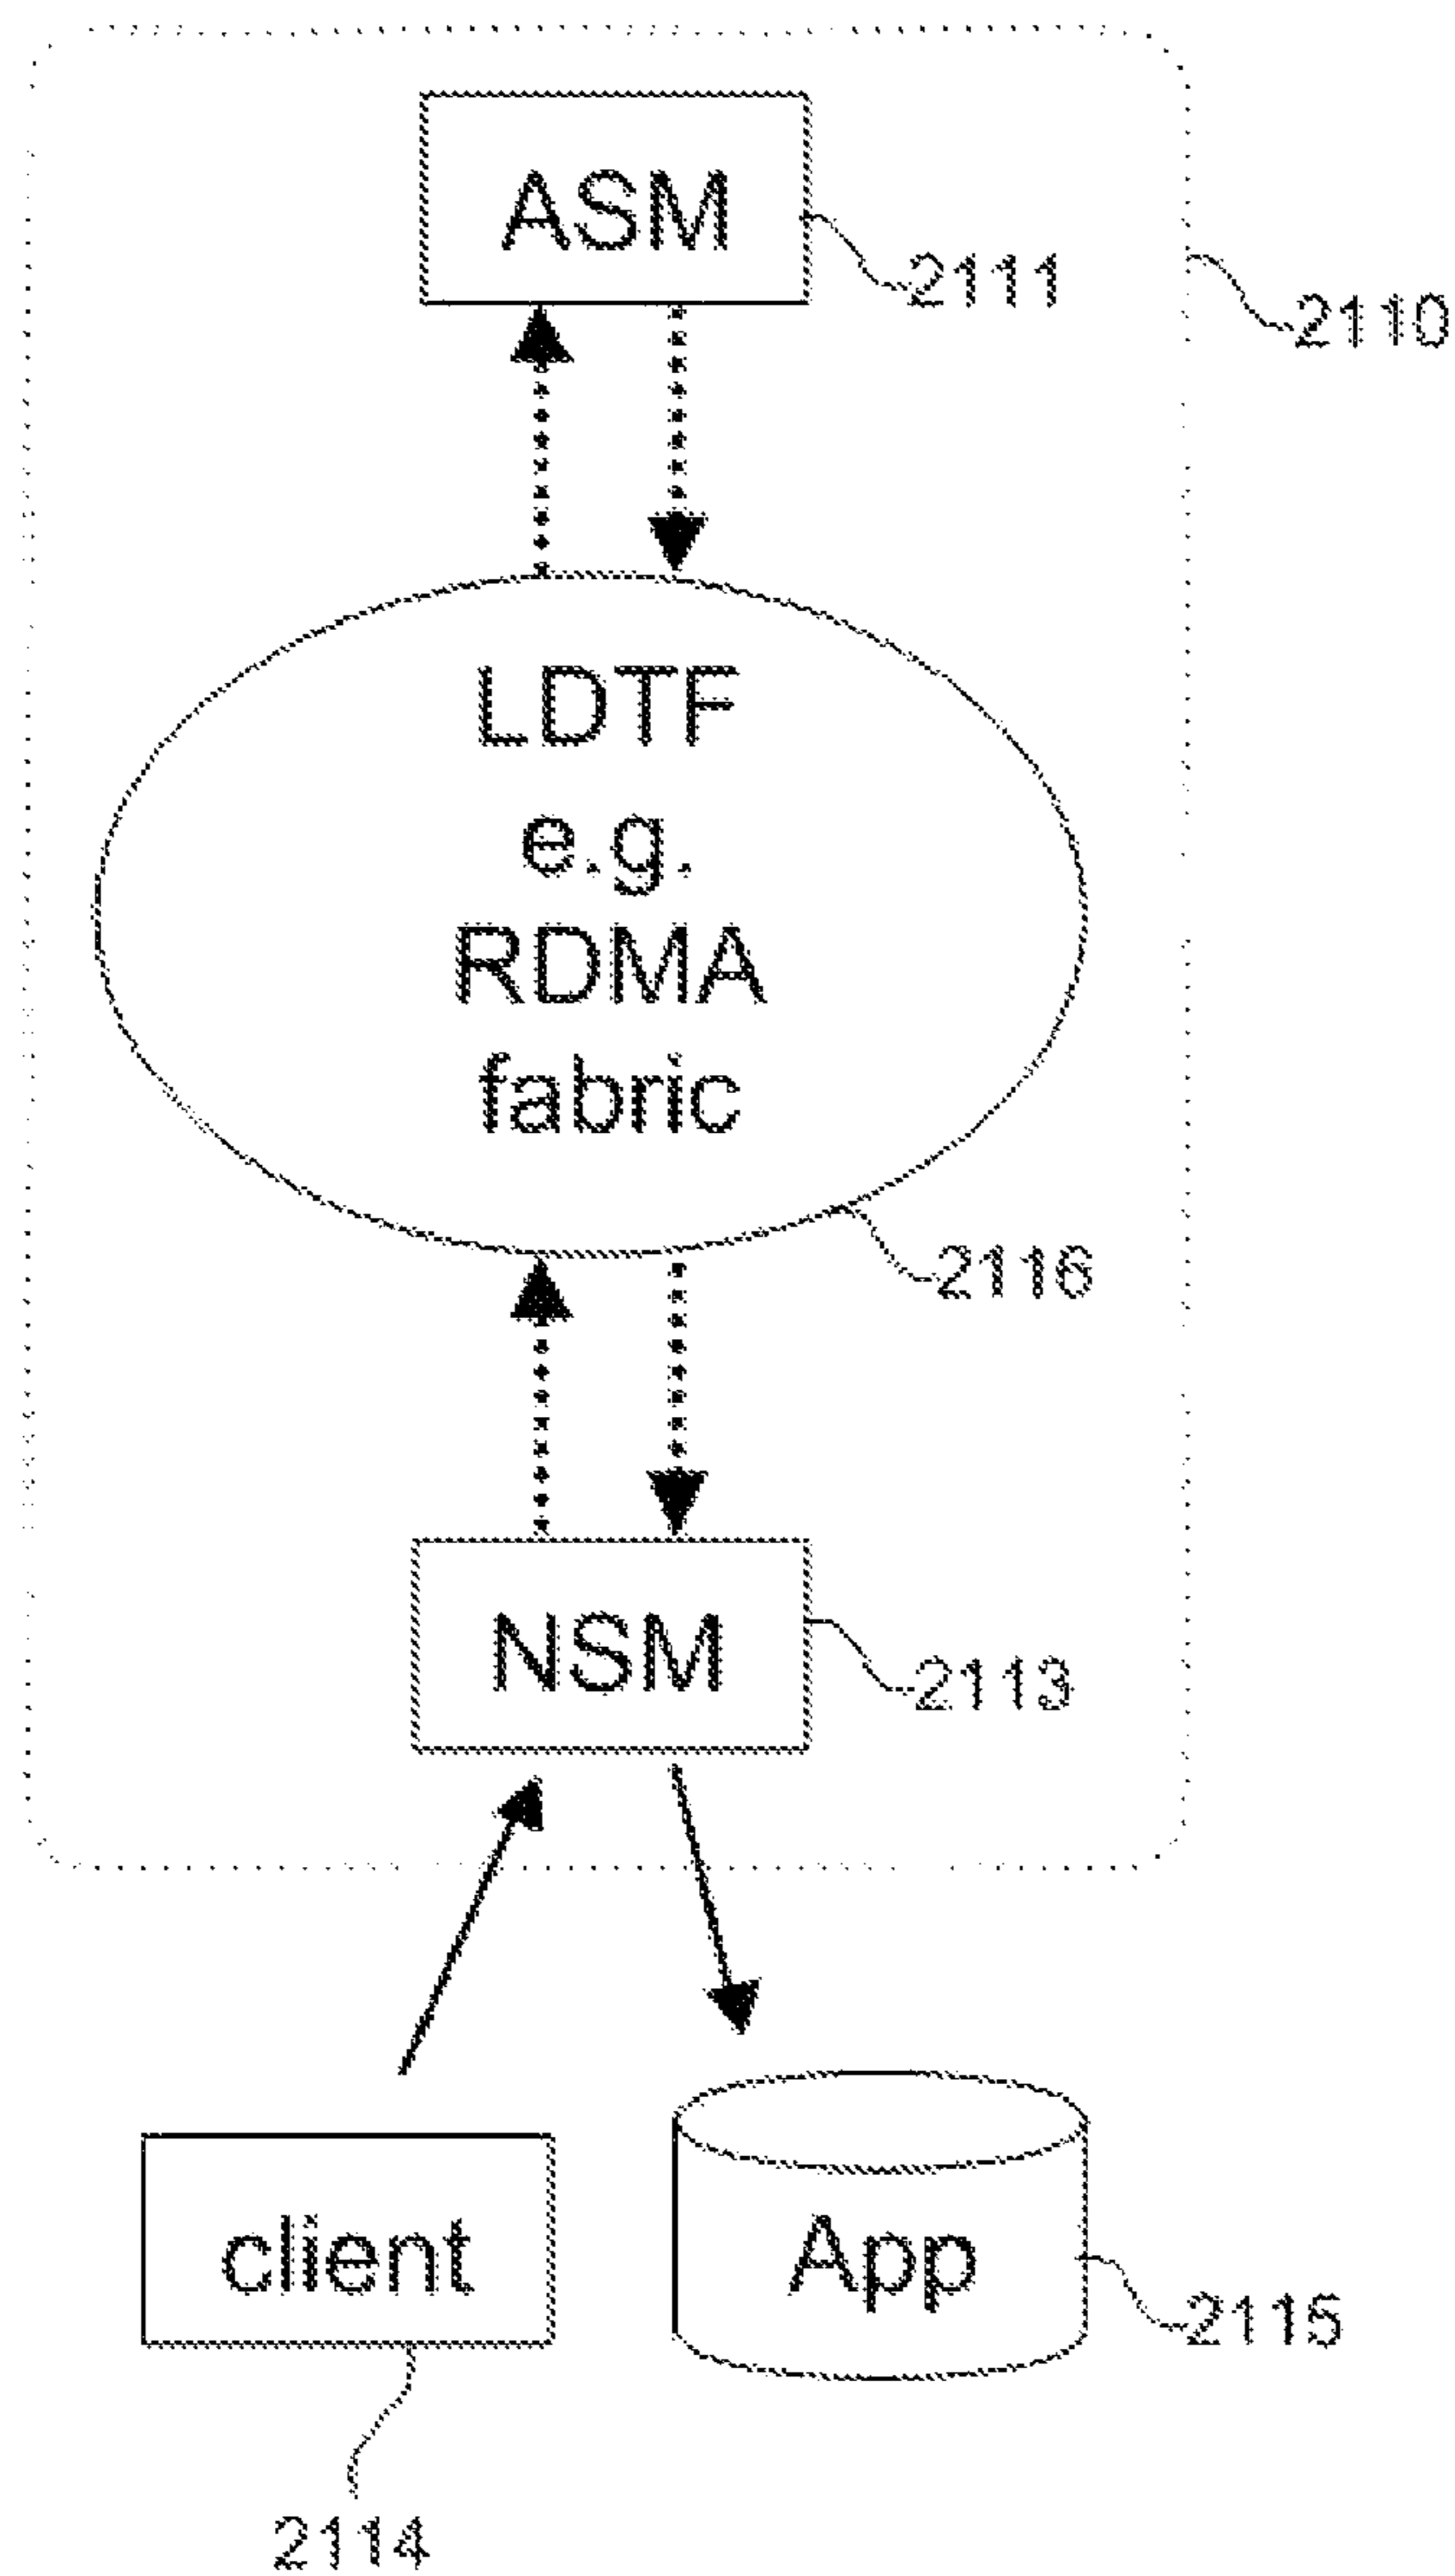 ASM
2111
2110
LDTF
e.g.
RDMA
fabric
2116
NSM
2113
client
App
2115
2114